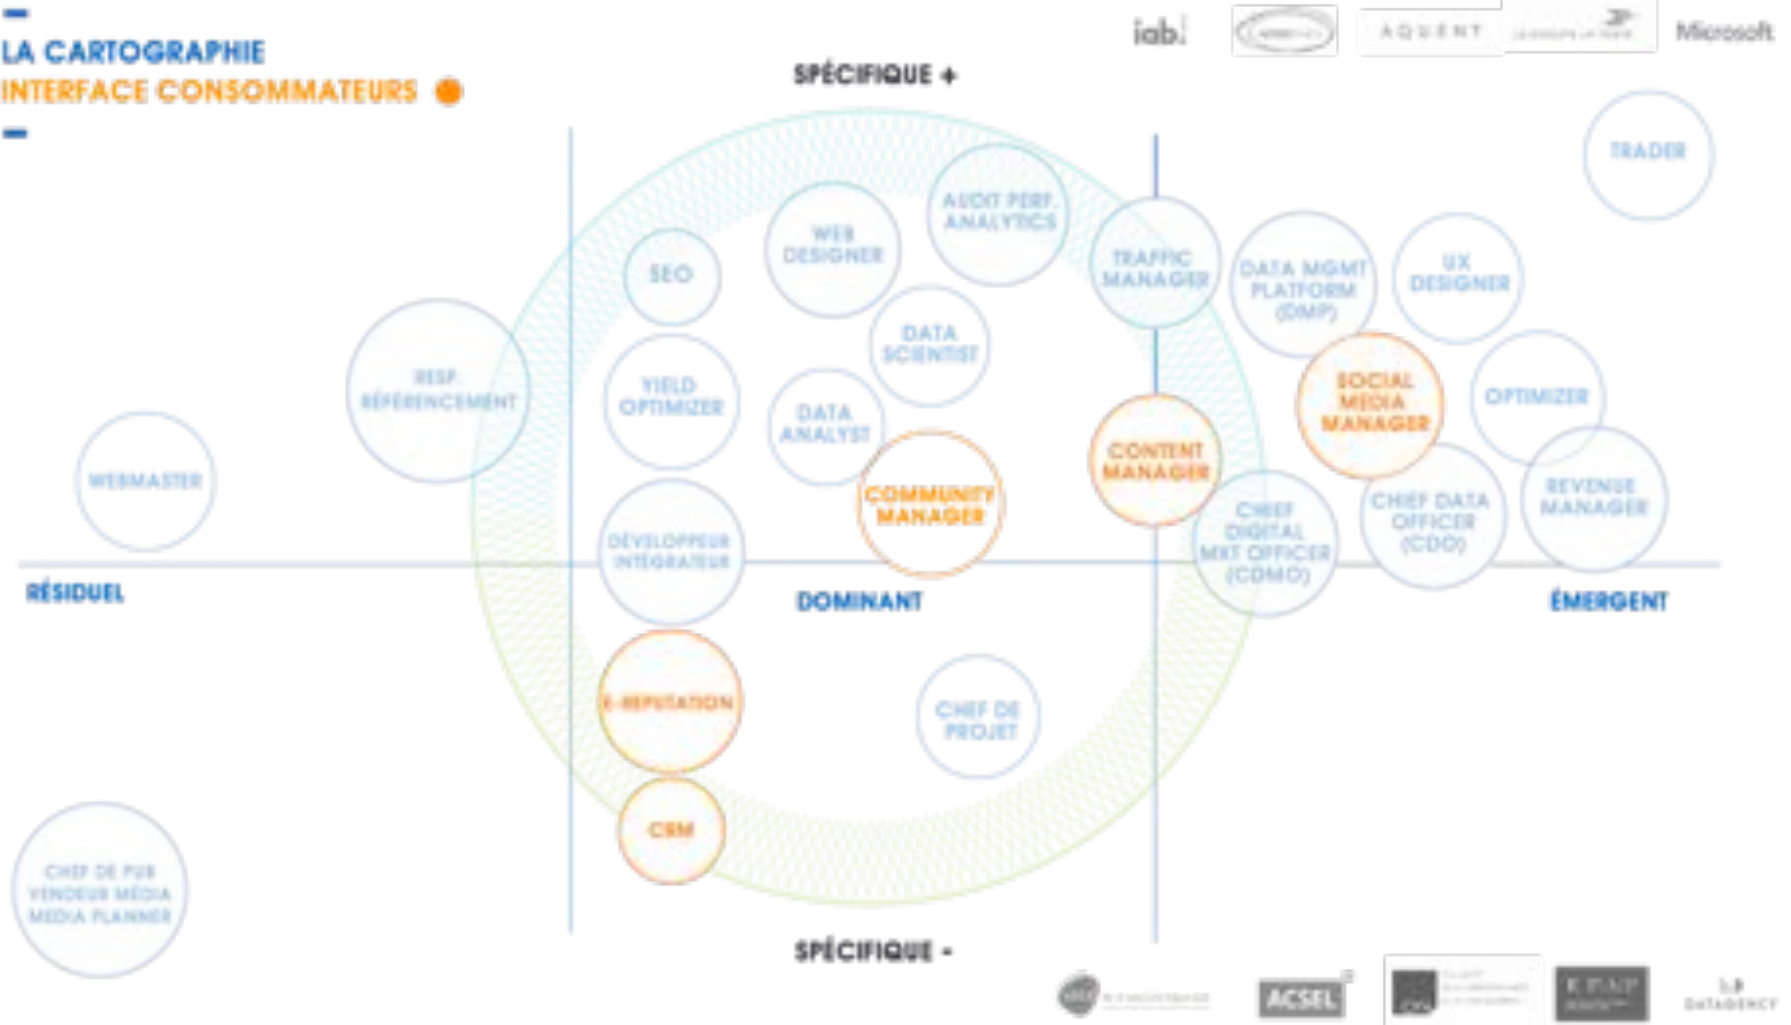 LA CARTOGRAPHIE
INTERFACE CONSOMMATEURS
iab.
AQUENT
Microsoft
SPÉCIFIQUE +
TRADER
AUDIT PERF.
ANALYTICS
WEB
DESIGNER
SEO
TRAFFIC
MANAGER
DATA MGMT
PLATFORM
(DMP)
UX
DESIGNER
DATA
SCIENTIST
RESP.
RÉFÉRENCEMENT
YIELD
OPTIMIZER
DATA
ANALYST
SOCIAL
MEDIA
MANAGER
OPTIMIZER
WEBMASTER
COMMUNITY
MANAGER
CONTENT
MANAGER
CHIEF
DIGITAL
MKT OFFICER
(CDMO)
CHIEF DATA
OFFICER
(CDO)
REVENUE
MANAGER
DÉVELOPPEUR
INTÉGRATEUR
RÉSIDUEL
DOMINANT
ÉMERGENT
E-REPUTATION
CHEF DE
PROJET
CRM
CHEF DE PUB
VENDEUR MÉDIA
MEDIA PLANNER
SPÉCIFIQUE -
ACSEL
DATAGENCY